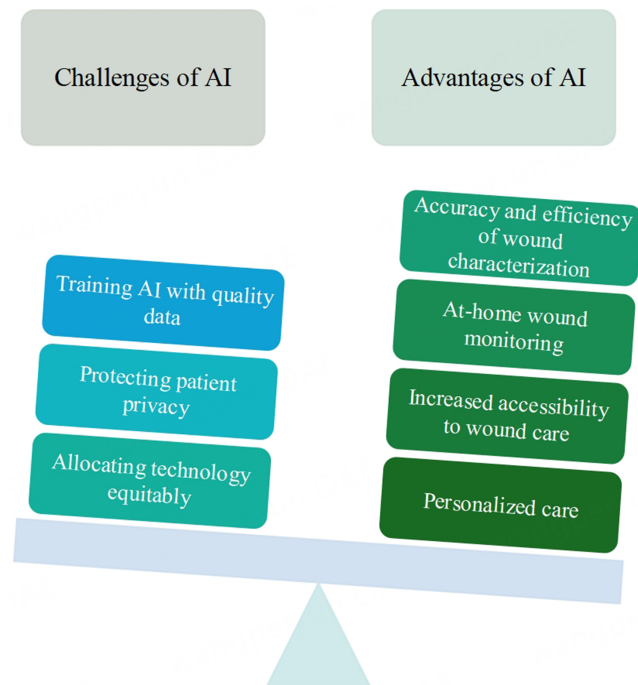 Challenges of AI
Advantages of AI
Training AI with quality
data
Protecting patient
privacy
Allocating technology
equitably
Accuracy and efficiency
of wound
characterization
At-home wound
monitoring
Increased accessibility
to wound care
Personalized care